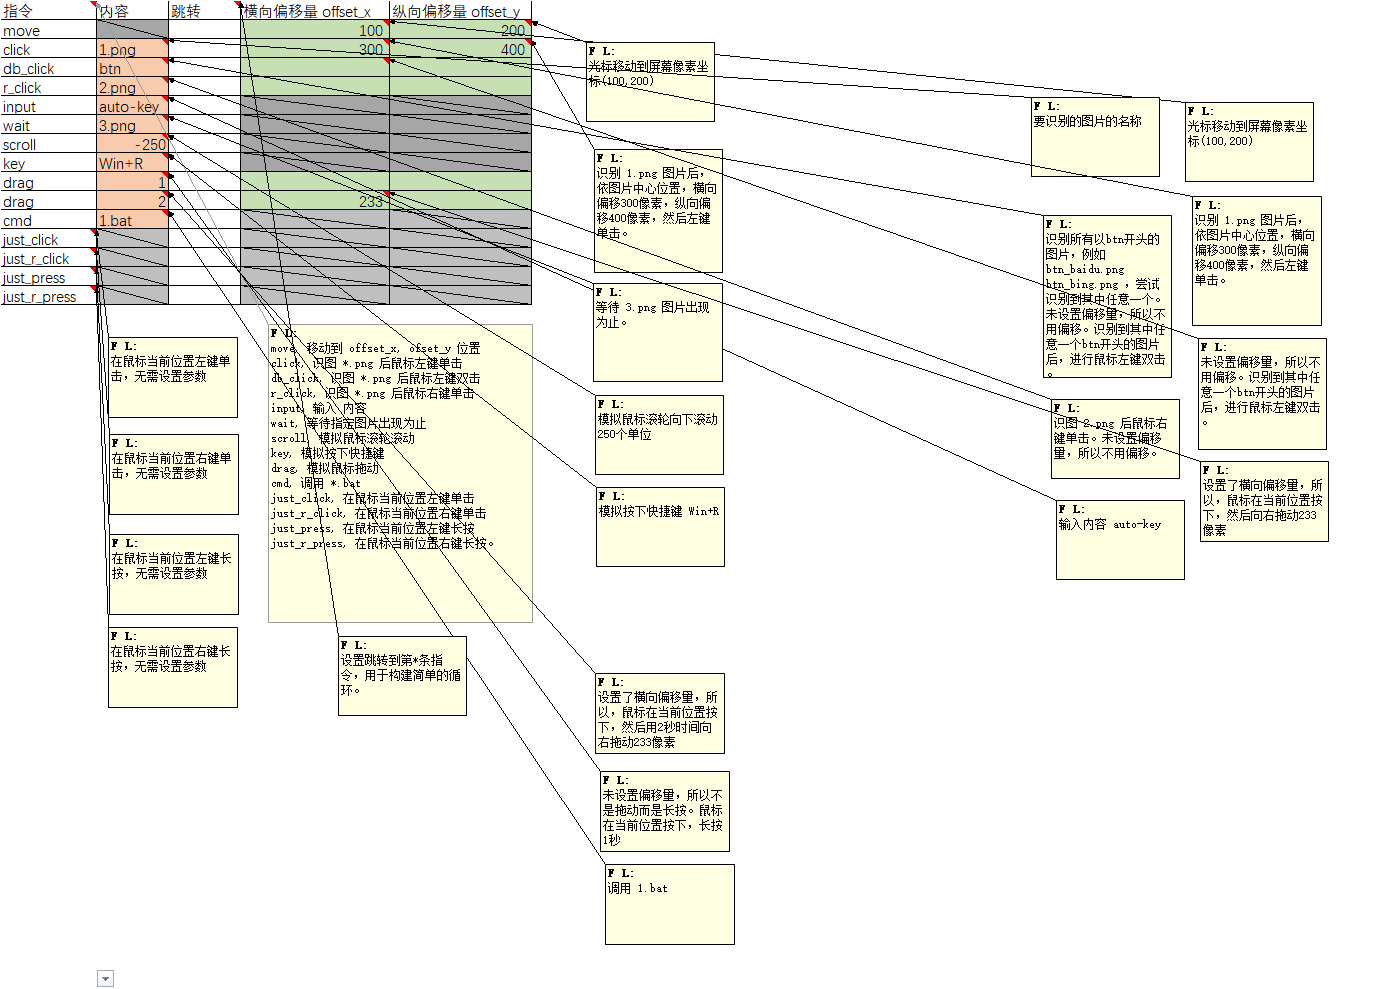 指令 内容 跳转 横向偏移量 offset_x 纵向偏移量 offset_y
move 100 200
click 1.png 300 400
db_click btn
r_click 2.png
input auto-key
wait 3.png
scroll -250
key Win+R
drag 1
drag 2 233
cmd 1.bat
just_click
just_r_click
just_press
just_r_press
F L:
光标移动到屏幕像素坐
标(100,200)
F L:
要识别的图片的名称
F L:
光标移动到屏幕像素坐
标(100,200)
F L:
识别 1.png 图片后,
依图片中心位置，横向
偏移300像素，纵向偏
移400像素，然后左键
单击。
F L:
识别 1.png 图片后,
依图片中心位置，横向
偏移300像素，纵向偏
移400像素，然后左键
单击。
F L:
识别所有以btn开头的
图片，例如
btn_baidu.png
btn_bing.png ，尝试
识别到其中任意一个。
未设置偏移量，所以不
用偏移。识别到其中任
意一个btn开头的图片
后，进行鼠标左键双击
。
F L:
等待 3.png 图片出现
为止。
F L:
未设置偏移量，所以不
用偏移。识别到其中任
意一个btn开头的图片
后，进行鼠标左键双击
。
F L:
在鼠标当前位置左键单
击，无需设置参数
F L:
move, 移动到 offset_x, ofset_y 位置
click, 识图 *.png 后鼠标左键单击
db_click, 识图 *.png 后鼠标左键双击
r_click, 识图 *.png 后鼠标右键单击
input, 输入 内容
wait, 等待指定图片出现为止
scroll, 模拟鼠标滚轮滚动
key, 模拟按下快捷键
drag, 模拟鼠标拖动
cmd, 调用 *.bat
just_click, 在鼠标当前位置左键单击
just_r_click, 在鼠标当前位置右键单击
just_press, 在鼠标当前位置左键长按
just_r_press, 在鼠标当前位置右键长按。
F L:
模拟鼠标滚轮向下滚动
250个单位
F L:
识图 2.png 后鼠标右
键单击。未设置偏移
量，所以不用偏移。
F L:
在鼠标当前位置右键单
击，无需设置参数
F L:
模拟按下快捷键 Win+R
F L:
输入内容 auto-key
F L:
设置了横向偏移量，所
以，鼠标在当前位置按
下，然后向右拖动233
像素
F L:
在鼠标当前位置左键长
按，无需设置参数
F L:
在鼠标当前位置右键长
按，无需设置参数
F L:
设置跳转到第*条指
令，用于构建简单的循
环。
F L:
设置了横向偏移量，所
以，鼠标在当前位置按
下，然后用2秒时间向
右拖动233像素
F L:
未设置偏移量，所以不
是拖动而是长按。鼠标
在当前位置按下，长按
1秒
F L:
调用 1.bat